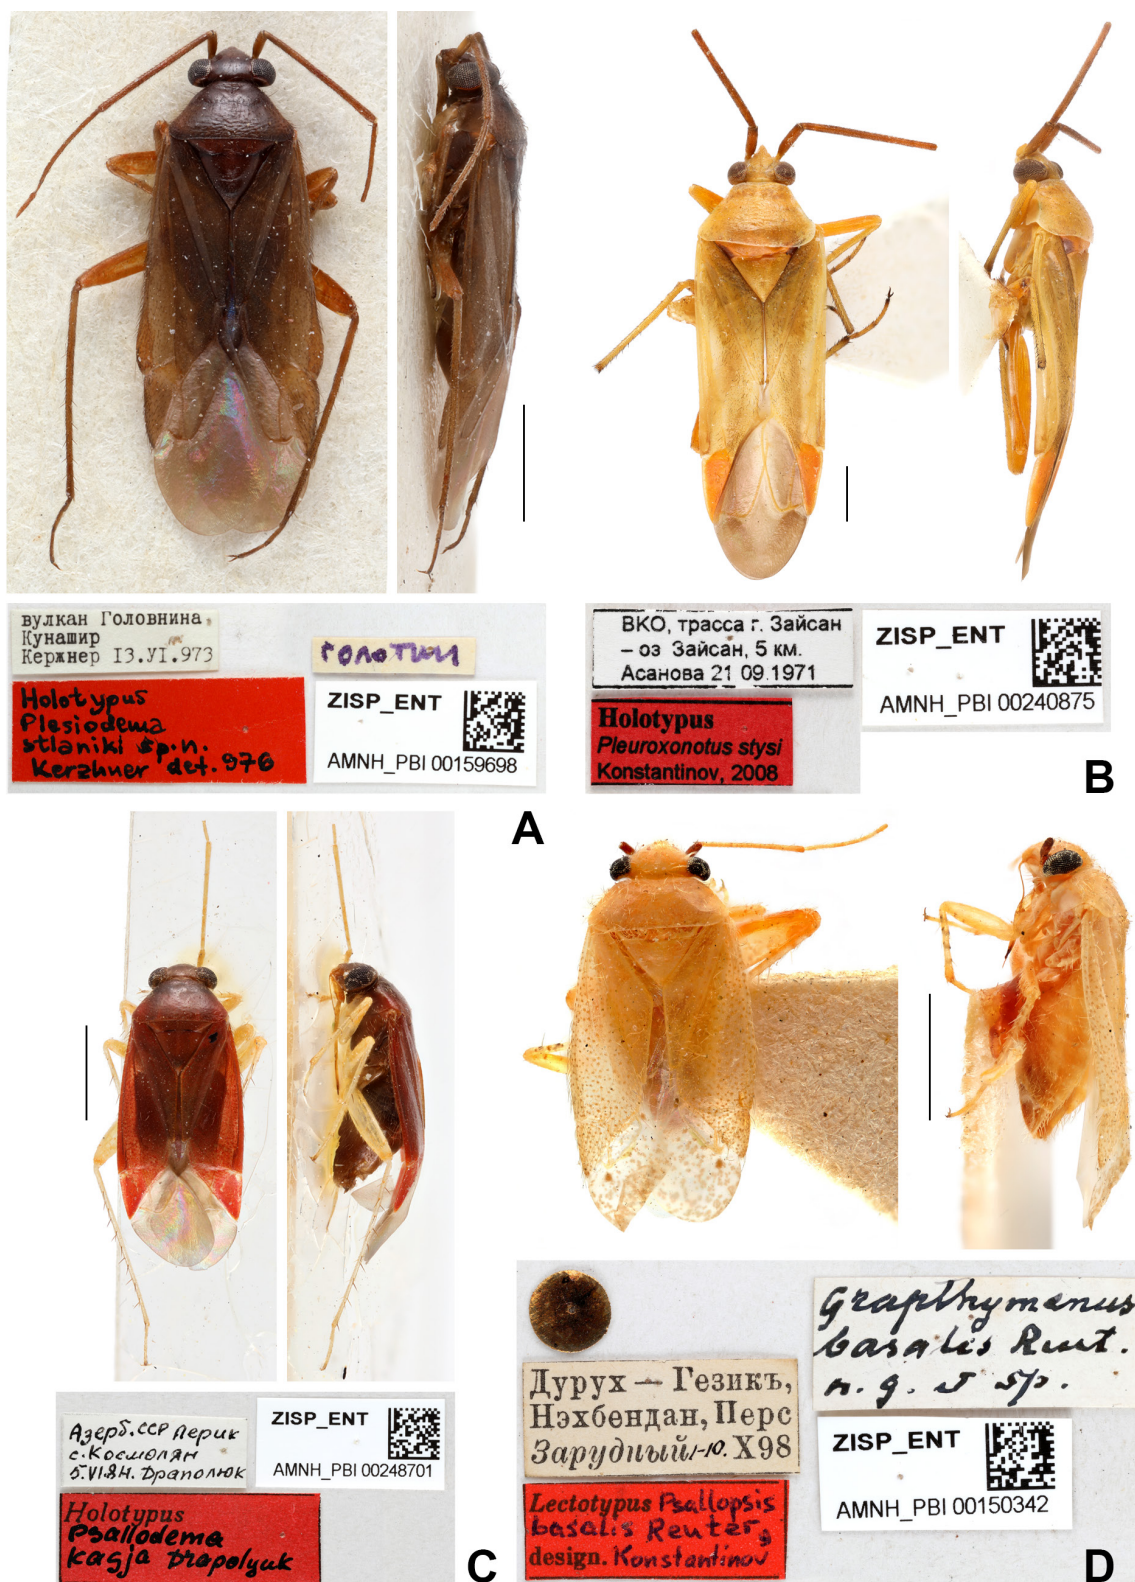 вулкан Головнина,
Кунашир
Кержнер 13.VI.973
голотип
Holotypus
Plesiodema
stlaniki sp.n.
Kerzhner det. 976
ZISP_ENT
AMNH_PBI 00159698
A
ВКО, трасса г. Зайсан
– оз Зайсан, 5 км.
Асанова 21 09.1971
Holotypus
Pleuroxonotus stysi
Konstantinov, 2008
ZISP_ENT
AMNH_PBI 00240875
B
Азерб.ССР Лерик
с.Космолян
5.VI.8 Н. Драполюк
ZISP_ENT
AMNH_PBI 00248701
Holotypus
Psallodema
kasja Drapolyuk
C
Дурух — Гезикъ,
Нэхбендан, Перс
Зарудный 1-10. X98
Grapthymenus
basalis Reut.
n. g. et sp.
ZISP_ENT
AMNH_PBI 00150342
Lectotypus Psallopsis
basalis Reuter,
design. Konstantinov
D